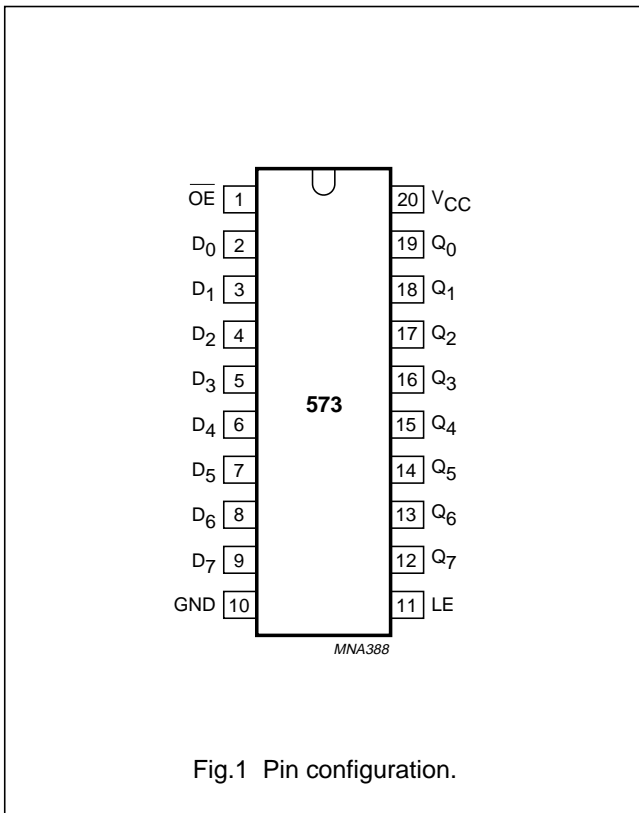 O̅E̅ 1 20 VCC
D0 2 19 Q0
D1 3 18 Q1
D2 4 17 Q2
D3 5 16 Q3
573
D4 6 15 Q4
D5 7 14 Q5
D6 8 13 Q6
D7 9 12 Q7
GND 10 11 LE
MNA388
Fig.1 Pin configuration.